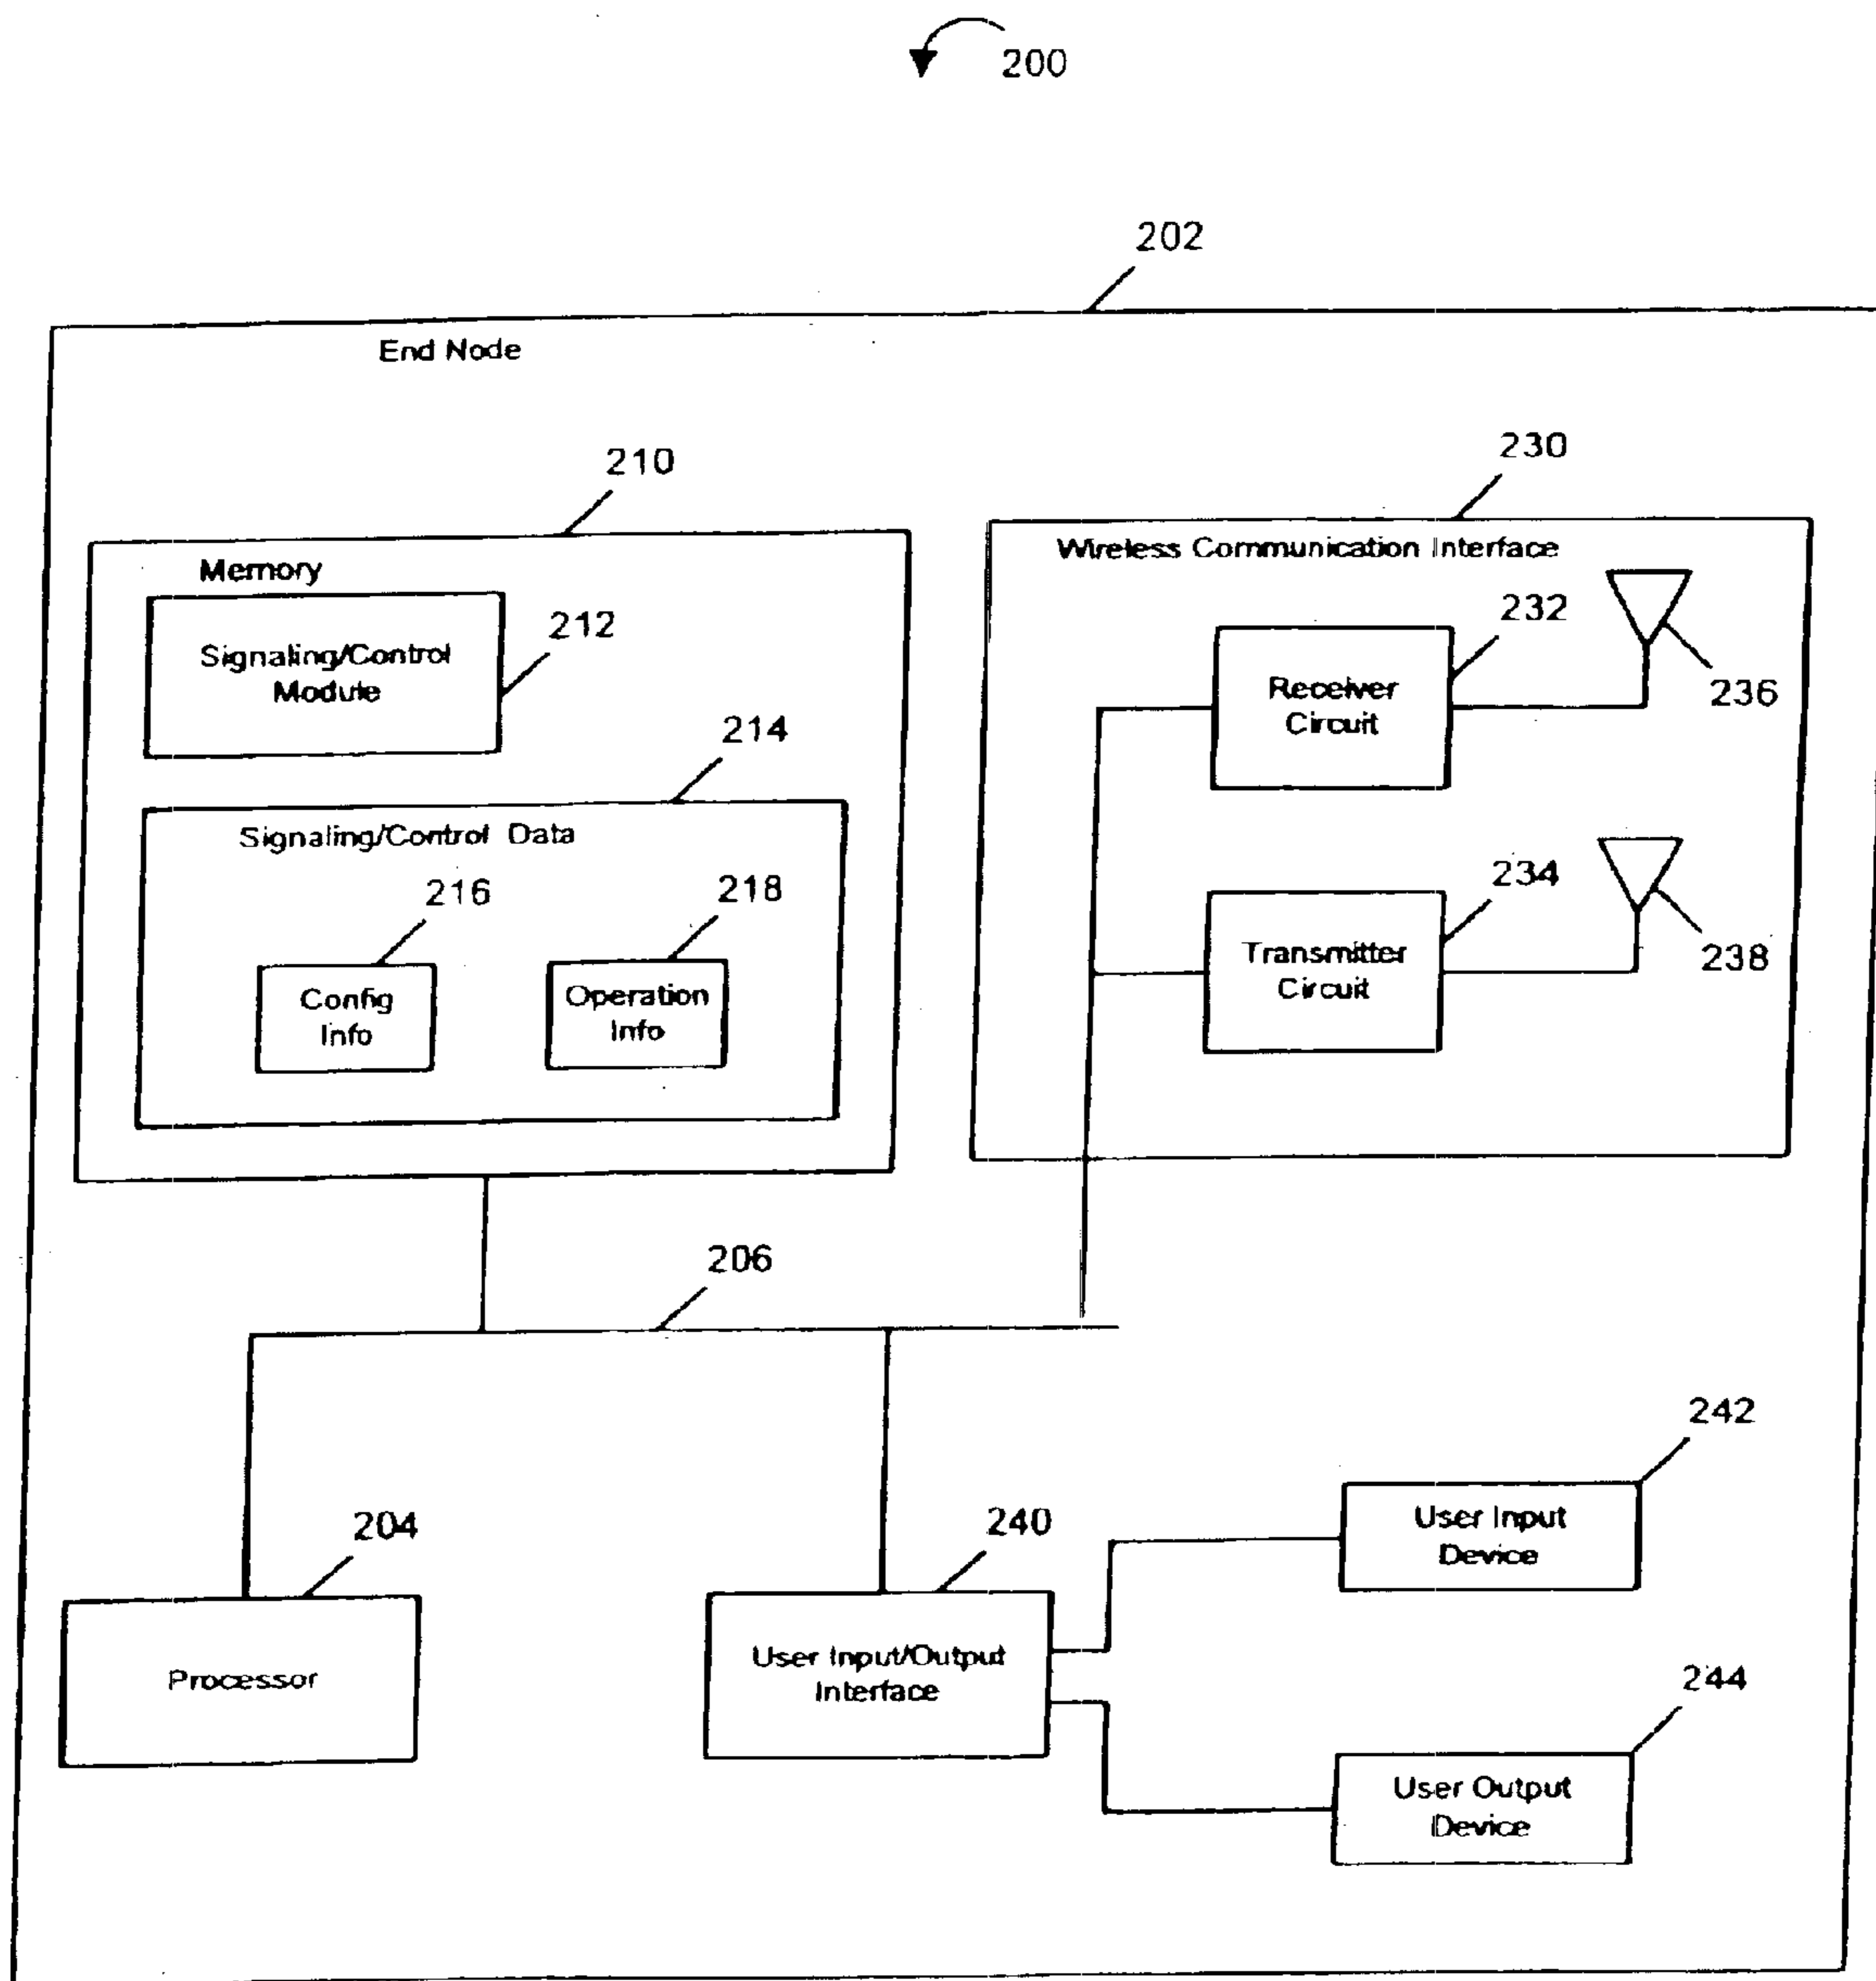 200
202
End Node
210
230
Memory
Wireless Communication Interface
Signaling/Control
Module
212
232
Receiver
Circuit
236
214
Signaling/Control Data
216
218
Config
Info
Operation
Info
234
Transmitter
Circuit
238
206
242
User Input
Device
204
240
Processor
User Input/Output
Interface
244
User Output
Device